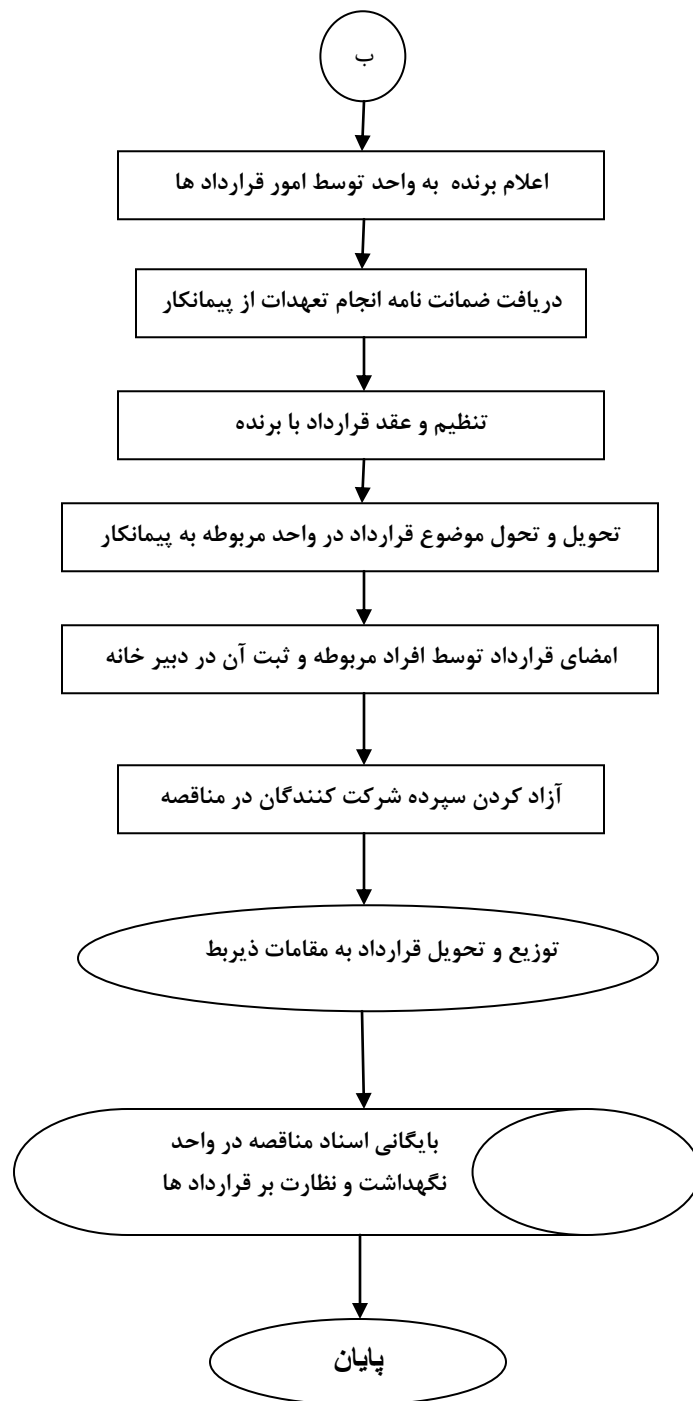 ب
اعلام برنده به واحد توسط امور قرارداد ها
دریافت ضمانت نامه انجام تعهدات از پیمانکار
تنظیم و عقد قرارداد با برنده
تحویل و تحول موضوع قرارداد در واحد مربوطه به پیمانکار
امضای قرارداد توسط افراد مربوطه و ثبت آن در دبیر خانه
آزاد کردن سپرده شرکت کنندگان در مناقصه
توزیع و تحویل قرارداد به مقامات ذیربط
بایگانی اسناد مناقصه در واحد
نگهداشت و نظارت بر قرارداد ها
پایان